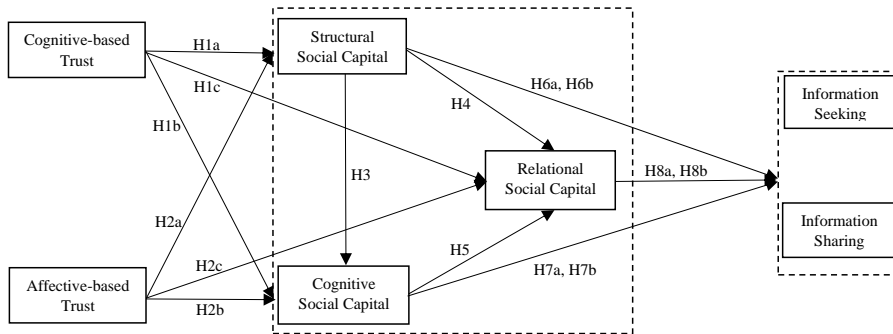 Cognitive-based
Trust
H1a
Structural
Social Capital
H1c
H1b
H6a, H6b
H4
Information
Seeking
H3
Relational
Social Capital
H8a, H8b
H2a
Information
Sharing
H5
H2c
H7a, H7b
Affective-based
Trust
H2b
Cognitive
Social Capital